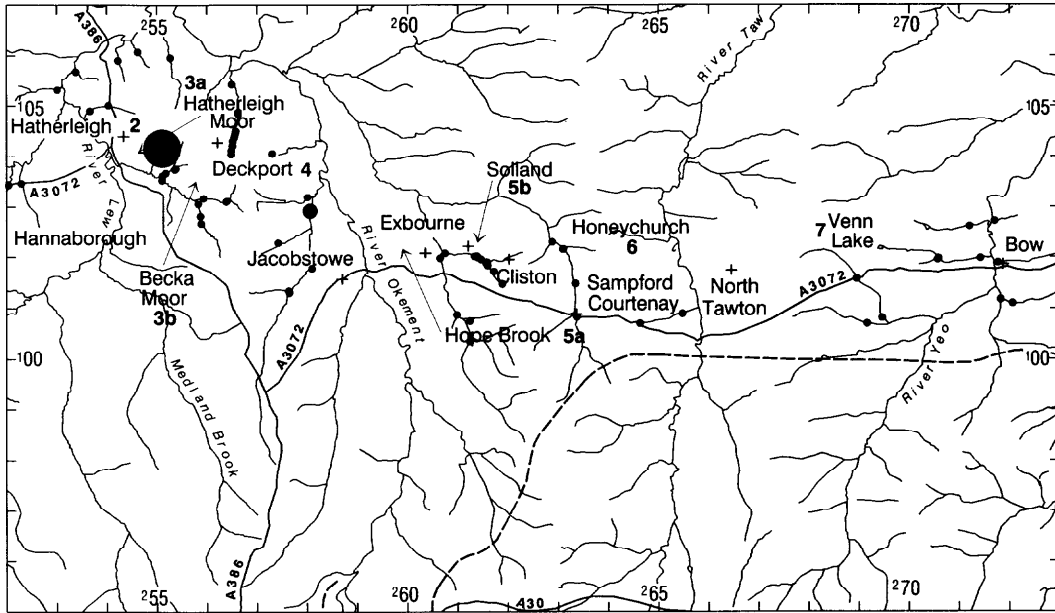 255
260
265
270
A386
River Taw
3a
105
105
Hatherleigh
Moor
Hatherleigh
2
Deckport 4
Solland
5b
A3072
River Lew
Exbourne
Honeychurch
6
7 Venn
Lake
Bow
Hannaborough
River Okement
Jacobstowe
Cliston
Becka
Moor
3b
Sampford
Courtenay
North
Tawton
A3072
Hope Brook
5a
A3072
100
100
River Yeo
Medland Brook
A386
255
260
A30
265
270